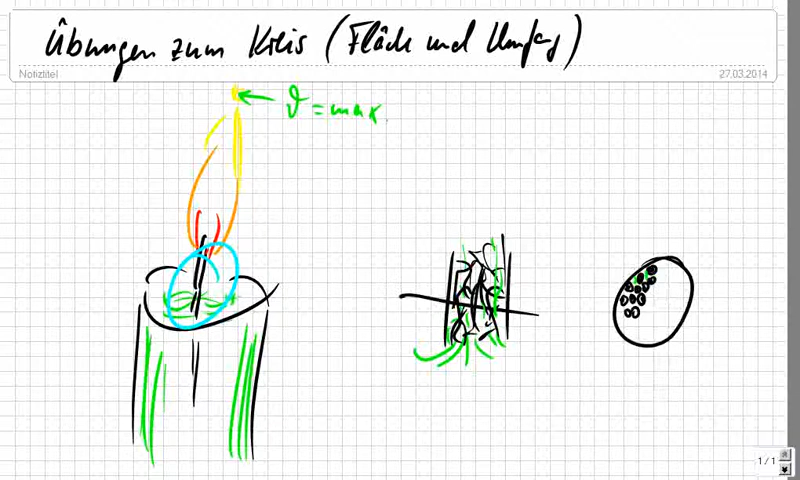 Übungen zum Kreis (Fläche und Umfang)
Notiztitel
27.03.2014
ϑ = max.
1/1